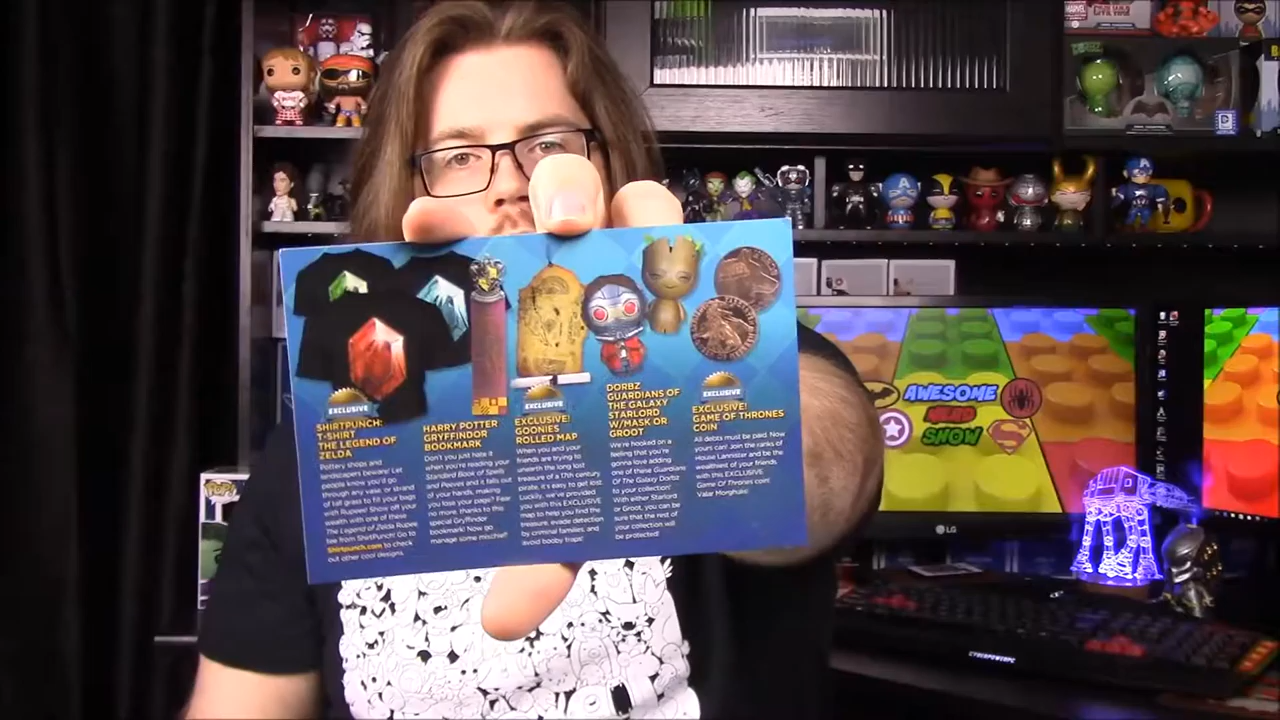 EXCLUSIVE
SHIRTPUNCH:
T-SHIRT
THE LEGEND OF
ZELDA
Pottery shops and
landscapers beware! Let
people know you'd go
through any vase, or strand
of tall grass to fill your bags
with Rupees! Show off your
wealth with one of these
The Legend of Zelda Rupee
tee from ShirtPunch! Go to
Shirtpunch.com to check
out other cool designs.
HARRY POTTER
GRYFFINDOR
BOOKMARK
Don't you just hate it
when you're reading your
Standard Book of Spells
and Peeves and it falls out
of your hands, making
you lose your page? Fear
no more, thanks to this
special Gryffindor
bookmark! Now go
manage some mischief!
EXCLUSIVE
EXCLUSIVE!
GOONIES
ROLLED MAP
When you and your
friends are trying to
unearth the long lost
treasure of a 17th century
pirate, it's easy to get lost.
Luckily, we've provided
you with this EXCLUSIVE
map to help you find the
treasure, evade detection
by criminal families, and
avoid booby traps!
DORBZ
GUARDIANS OF
THE GALAXY
STARLORD
W/MASK OR
GROOT
We're hooked on a
feeling that you're
gonna love adding
one of these Guardians
Of The Galaxy Dorbz
to your collection!
With either Starlord
or Groot, you can
be sure that the rest of
your collection will
be protected!
EXCLUSIVE
EXCLUSIVE!
GAME OF THRONES
COIN
All debts must be paid. Now
yours can! Join the ranks
of House Lannister and be the
wealthiest of your friends
with this EXCLUSIVE
Game Of Thrones coin!
Valar Morghulis!
AWESOME
NERD
SHOW
LG
CYBERPOWERPC
POP!
MARVEL